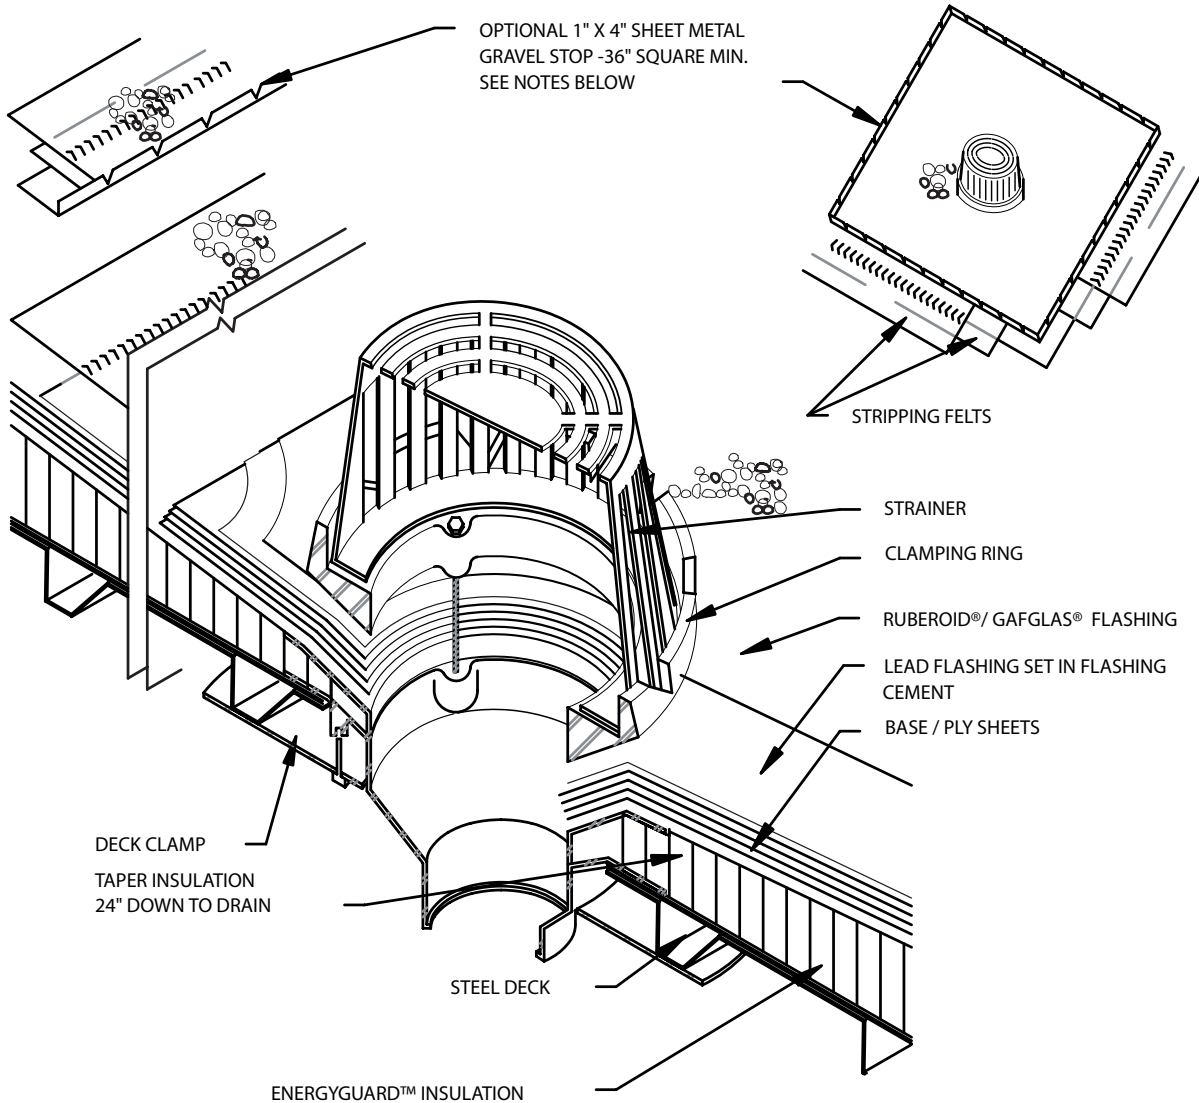 OPTIONAL 1" X 4" SHEET METAL
GRAVEL STOP -36" SQUARE MIN.
SEE NOTES BELOW
STRIPPING FELTS
STRAINER
CLAMPING RING
RUBEROID®/ GAFGLAS® FLASHING
LEAD FLASHING SET IN FLASHING
CEMENT
BASE / PLY SHEETS
DECK CLAMP
TAPER INSULATION
24" DOWN TO DRAIN
STEEL DECK
ENERGYGUARD™ INSULATION